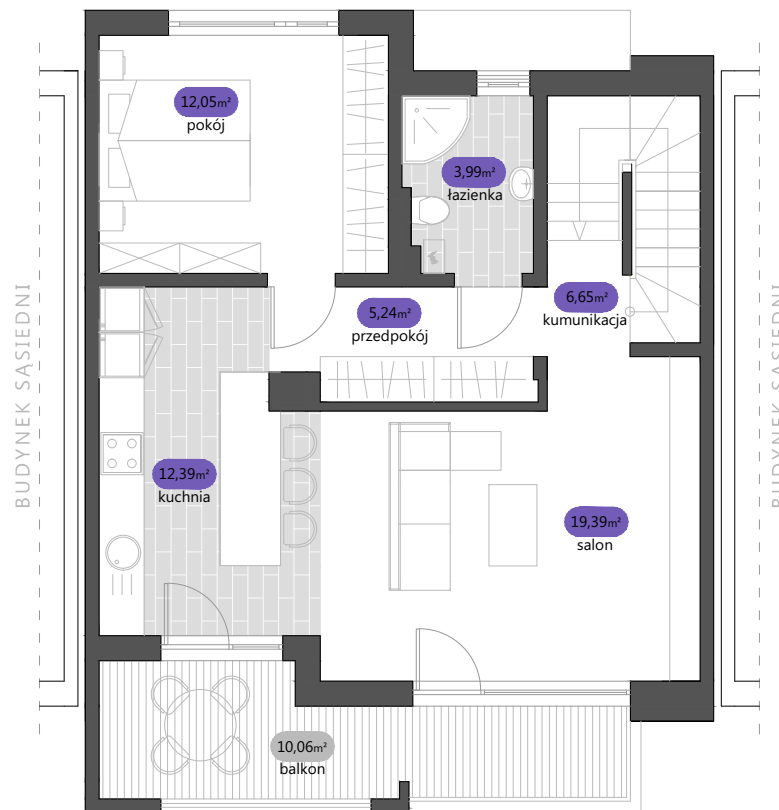 12,05m²
pokój
3,99m²
łazienka
6,65m²
kumunikacja
5,24m²
przedpokój
12,39m²
kuchnia
19,39m²
salon
10,06m²
balkon
BUDYNEK SĄSIEDNI
BUDYNEK SĄSIEDNI